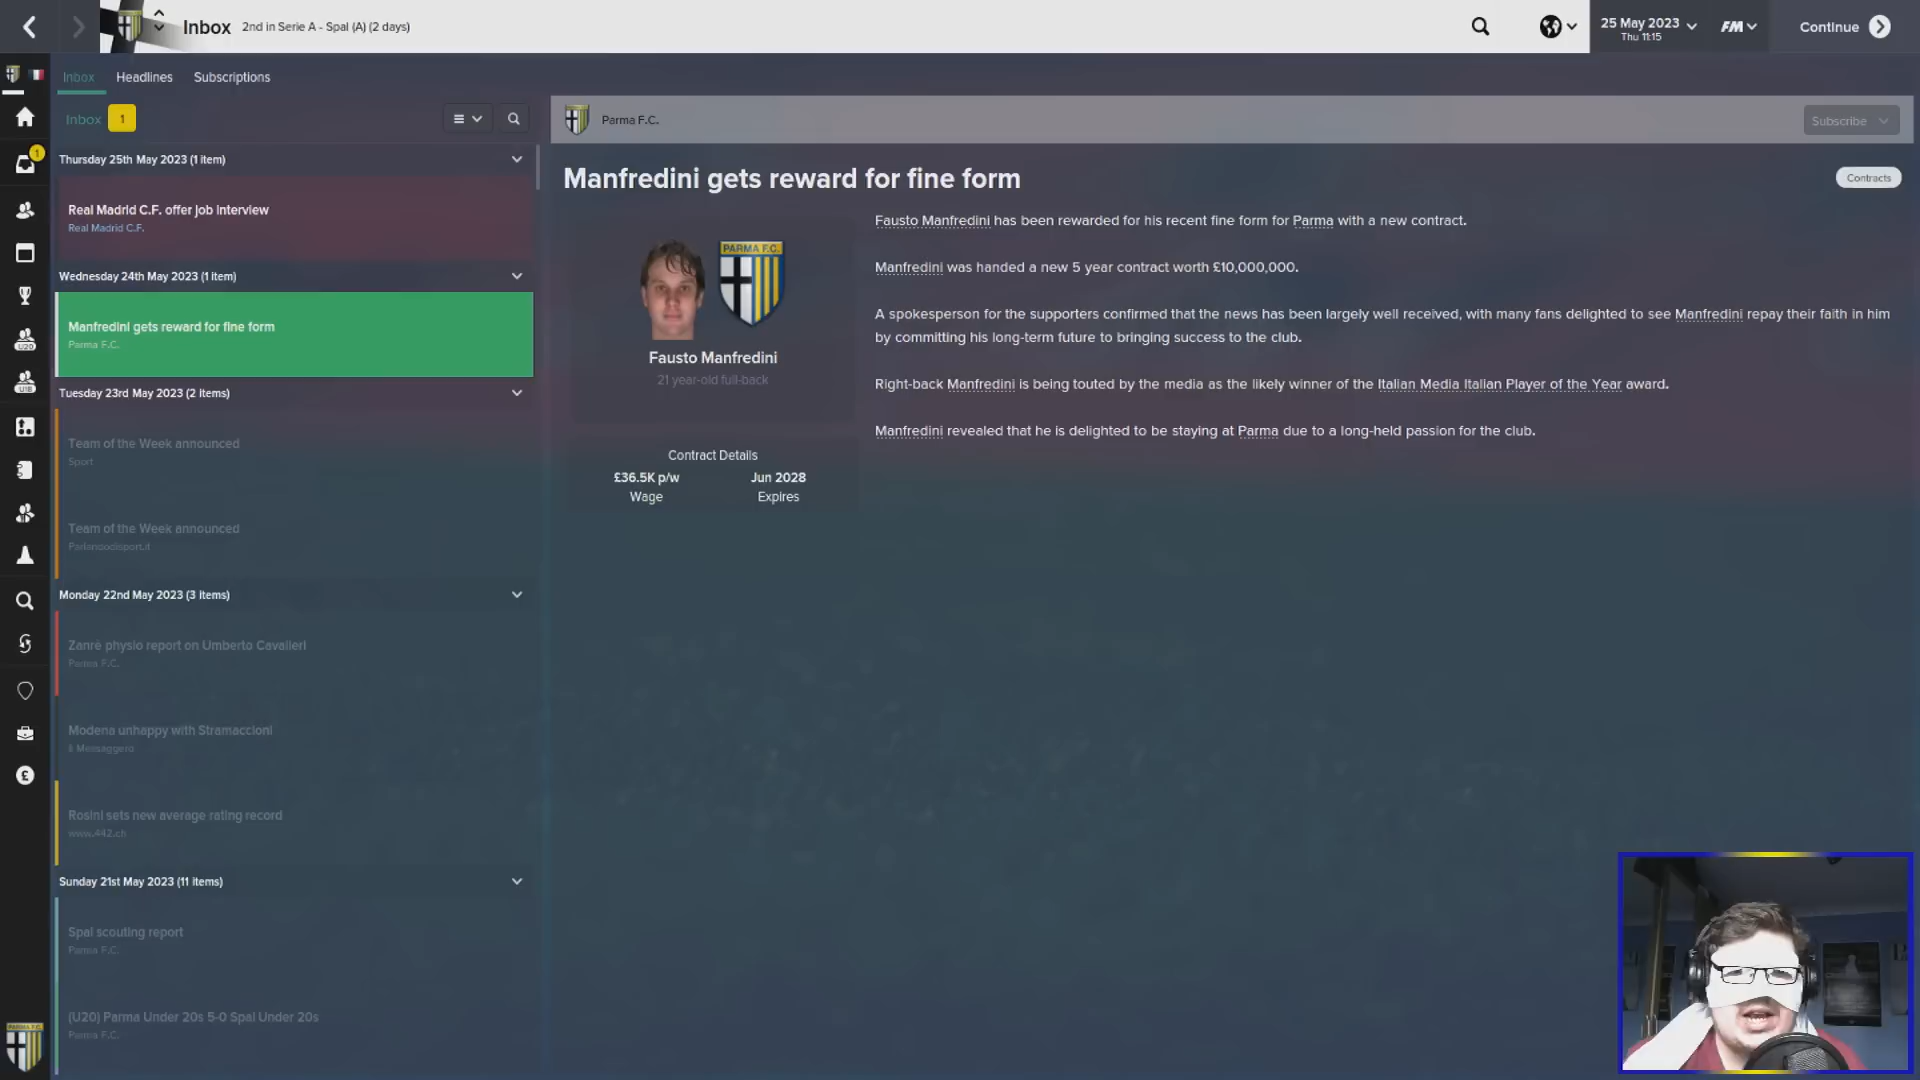 Inbox
2nd in Serie A - Spal (A) (2 days)
25 May 2023
Thu 11:15
FM
Continue
Inbox
Headlines
Subscriptions
Inbox
1
1
U20
U18
Thursday 25th May 2023 (1 item)
Real Madrid C.F. offer job interview
Real Madrid C.F.
Wednesday 24th May 2023 (1 item)
Manfredini gets reward for fine form
Parma F.C.
Tuesday 23rd May 2023 (2 items)
Team of the Week announced
Sport
Team of the Week announced
Parlandodisport.it
Monday 22nd May 2023 (3 items)
Zanrè physio report on Umberto Cavalieri
Parma F.C.
Modena unhappy with Stramaccioni
Il Messaggero
Rosini sets new average rating record
www.442.ch
Sunday 21st May 2023 (11 items)
Spal scouting report
Parma F.C.
(U20) Parma Under 20s 5-0 Spal Under 20s
Parma F.C.
Parma F.C.
Subscribe
Manfredini gets reward for fine form
Contracts
PARMA F.C.
Fausto Manfredini
21 year-old full-back
Contract Details
£36.5K p/w
Jun 2028
Wage
Expires
Fausto Manfredini has been rewarded for his recent fine form for Parma with a new contract.
Manfredini was handed a new 5 year contract worth £10,000,000.
A spokesperson for the supporters confirmed that the news has been largely well received, with many fans delighted to see Manfredini repay their faith in him
by committing his long-term future to bringing success to the club.
Right-back Manfredini is being touted by the media as the likely winner of the Italian Media Italian Player of the Year award.
Manfredini revealed that he is delighted to be staying at Parma due to a long-held passion for the club.